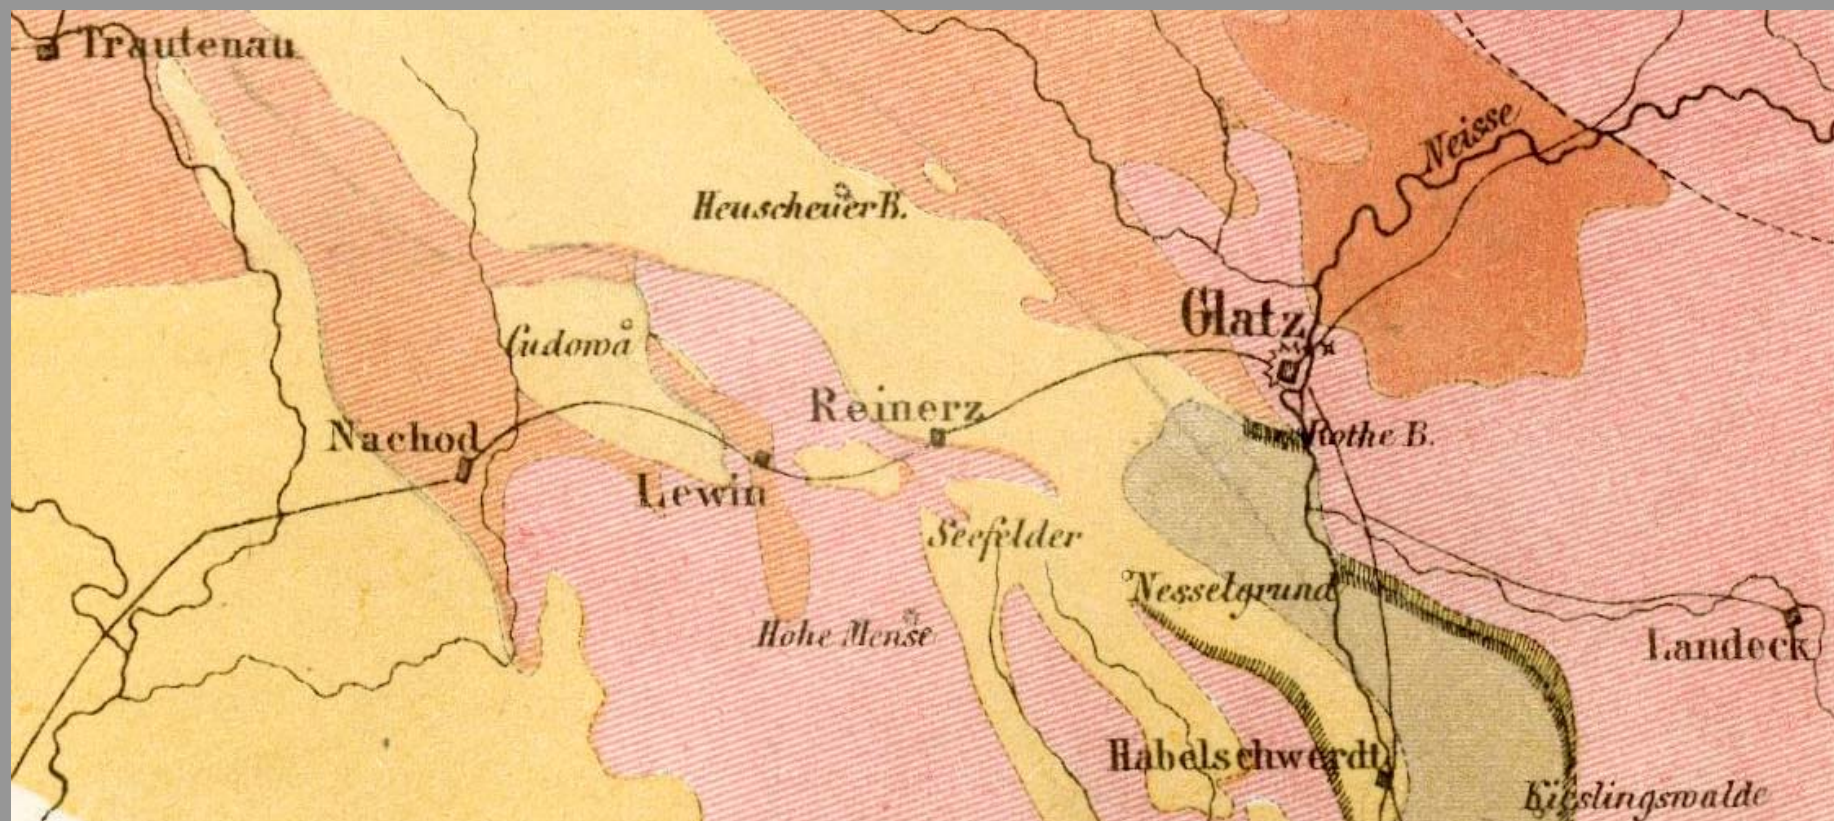 Trautenau
Neisse
Heuscheuer B.
Glatz
Cudowa
Reinerz
Nachod
Rothe B.
Lewin
Seefelder
Nesselgrund
Hohe Mense
Landeck
Habelschwerdt
Kieslingswalde